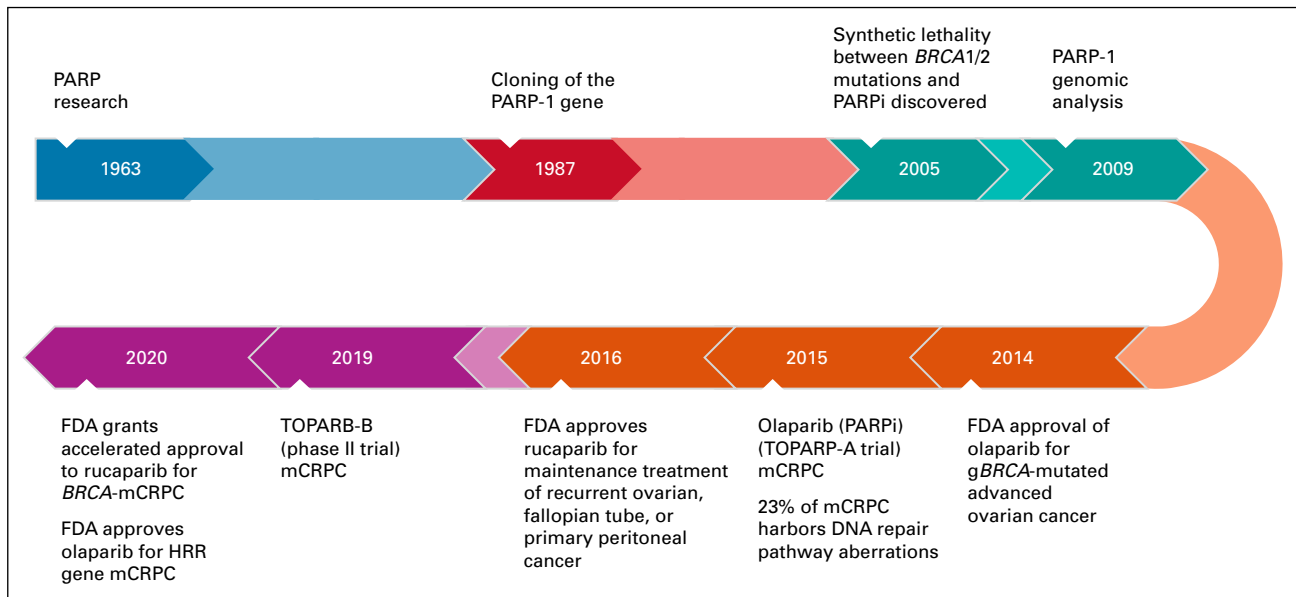 PARP
research
1963
Cloning of the
PARP-1 gene
1987
Synthetic lethality
between BRCA1/2
mutations and
PARPi discovered
2005
PARP-1
genomic
analysis
2009
2014
FDA approval of
olaparib for
gBRCA-mutated
advanced
ovarian cancer
2015
Olaparib (PARPi)
(TOPARP-A trial)
mCRPC
23% of mCRPC
harbors DNA repair
pathway aberrations
2016
FDA approves
rucaparib for
maintenance treatment
of recurrent ovarian,
fallopian tube, or
primary peritoneal
cancer
2019
TOPARB-B
(phase II trial)
mCRPC
2020
FDA grants
accelerated approval
to rucaparib for
BRCA-mCRPC
FDA approves
olaparib for HRR
gene mCRPC